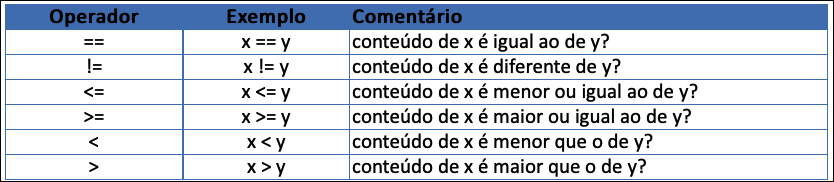 Operador Exemplo Comentário
== x == y conteúdo de x é igual ao de y?
!= x != y conteúdo de x é diferente de y?
<= x <= y conteúdo de x é menor ou igual ao de y?
>= x >= y conteúdo de x é maior ou igual ao de y?
< x < y conteúdo de x é menor que o de y?
> x > y conteúdo de x é maior que o de y?